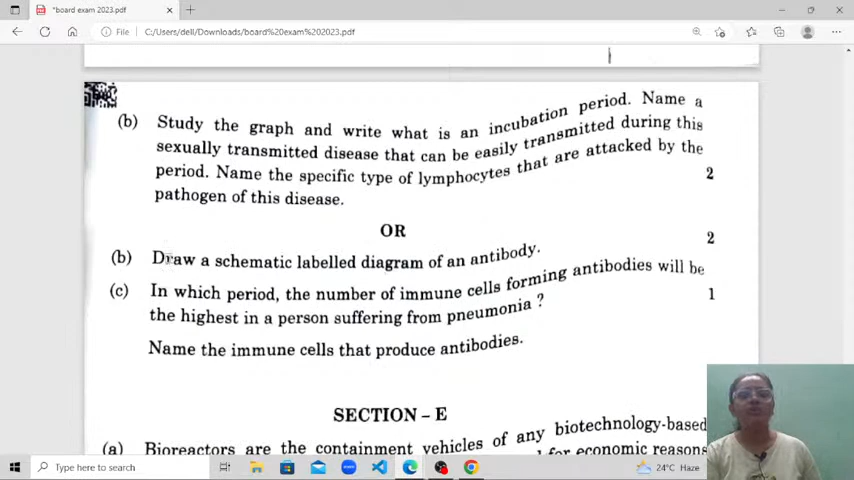 *board exam 2023.pdf
File
C:/Users/dell/Downloads/board%20exam%202023.pdf
(b) Study the graph and write what is an incubation period. Name a
sexually transmitted disease that can be easily transmitted during this
period. Name the specific type of lymphocytes that are attacked by the
pathogen of this disease.
2
OR
(b) Draw a schematic labelled diagram of an antibody.
2
(c) In which period, the number of immune cells forming antibodies will be
the highest in a person suffering from pneumonia ?
1
Name the immune cells that produce antibodies.
SECTION – E
(a) Bioreactors are the containment vehicles of any biotechnology-based
for economic reasons
Type here to search
24°C Haze